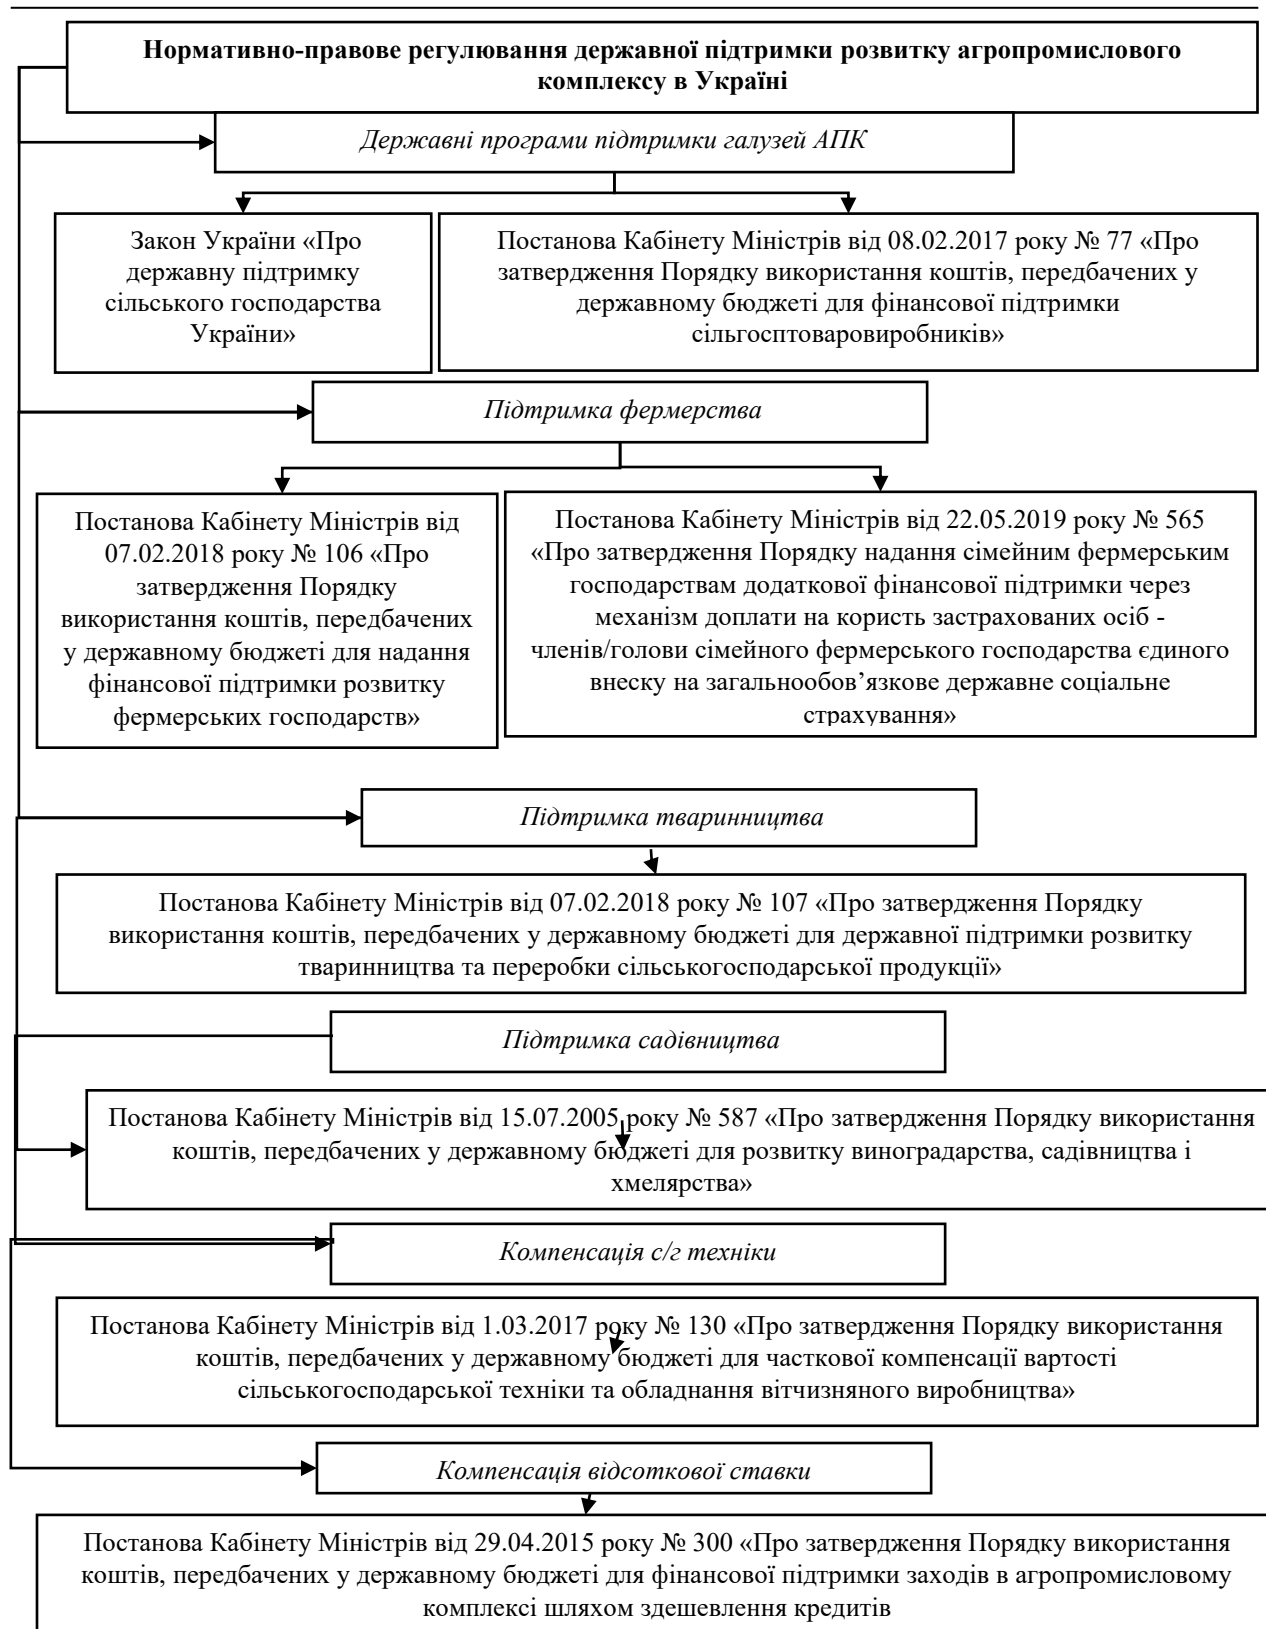 Нормативно-правове регулювання державної підтримки розвитку агропромислового
комплексу в Україні
Державні програми підтримки галузей АПК
Закон України «Про
державну підтримку
сільського господарства
України»
Постанова Кабінету Міністрів від 08.02.2017 року № 77 «Про
затвердження Порядку використання коштів, передбачених у
державному бюджеті для фінансової підтримки
сільгосптоваровиробників»
Підтримка фермерства
Постанова Кабінету Міністрів від
07.02.2018 року № 106 «Про
затвердження Порядку
використання коштів, передбачених
у державному бюджеті для надання
фінансової підтримки розвитку
фермерських господарств»
Постанова Кабінету Міністрів від 22.05.2019 року № 565
«Про затвердження Порядку надання сімейним фермерським
господарствам додаткової фінансової підтримки через
механізм доплати на користь застрахованих осіб -
членів/голови сімейного фермерського господарства єдиного
внеску на загальнообов’язкове державне соціальне
страхування»
Підтримка тваринництва
Постанова Кабінету Міністрів від 07.02.2018 року № 107 «Про затвердження Порядку
використання коштів, передбачених у державному бюджеті для державної підтримки розвитку
тваринництва та переробки сільськогосподарської продукції»
Підтримка садівництва
Постанова Кабінету Міністрів від 15.07.2005 року № 587 «Про затвердження Порядку використання
коштів, передбачених у державному бюджеті для розвитку виноградарства, садівництва і
хмелярства»
Компенсація с/г техніки
Постанова Кабінету Міністрів від 1.03.2017 року № 130 «Про затвердження Порядку використання
коштів, передбачених у державному бюджеті для часткової компенсації вартості
сільськогосподарської техніки та обладнання вітчизняного виробництва»
Компенсація відсоткової ставки
Постанова Кабінету Міністрів від 29.04.2015 року № 300 «Про затвердження Порядку використання
коштів, передбачених у державному бюджеті для фінансової підтримки заходів в агропромисловому
комплексі шляхом здешевлення кредитів